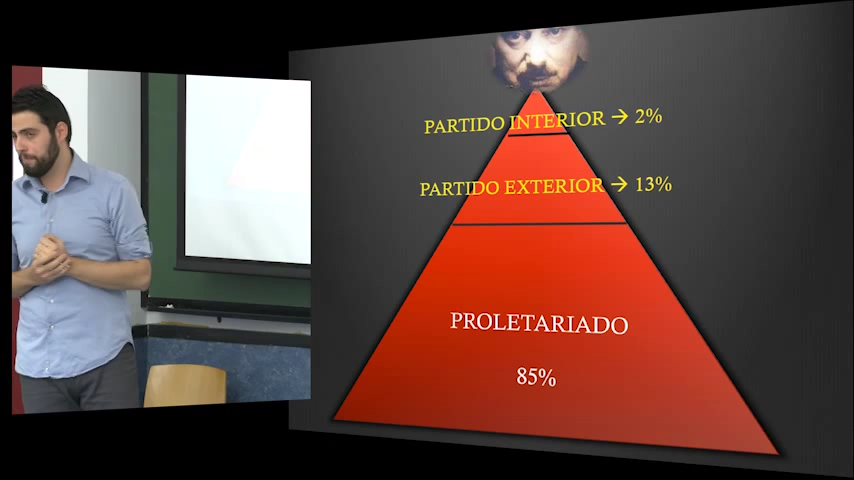 PARTIDO INTERIOR → 2%
PARTIDO EXTERIOR → 13%
PROLETARIADO
85%